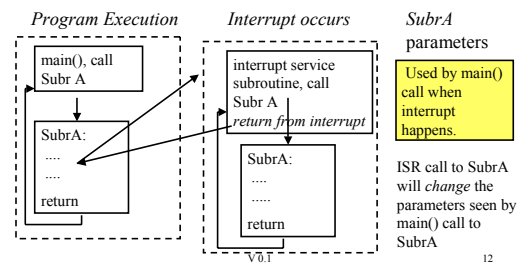 Program Execution
Interrupt occurs
SubrA
parameters
main(), call
Subr A
SubrA:
....
....
return
interrupt service
subroutine, call
Subr A
return from interrupt
SubrA:
....
.....
return
Used by main()
call when
interrupt
happens.
ISR call to SubrA
will change the
parameters seen by
main() call to
SubrA
V 0.1
12